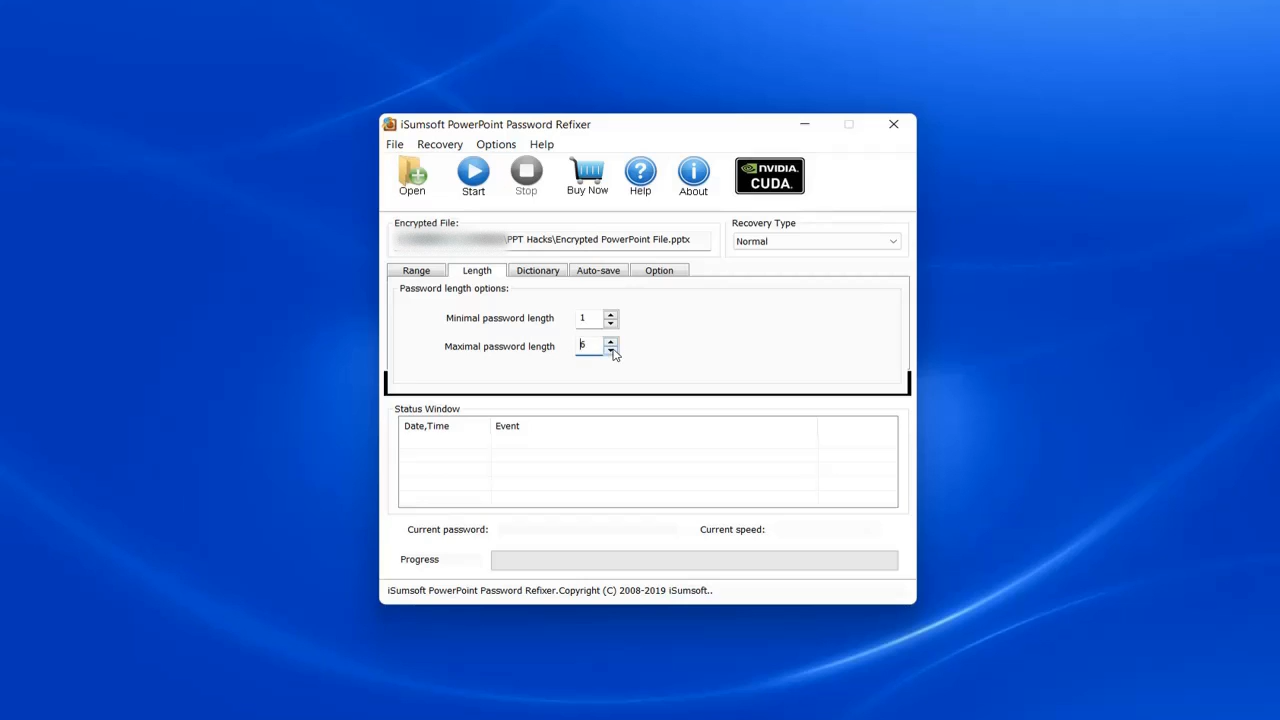 iSumsoft PowerPoint Password Refixer
File Recovery Options Help
Open Start Stop Buy Now Help About NVIDIA. CUDA.
Encrypted File: Recovery Type
\PPT Hacks\Encrypted PowerPoint File.pptx Normal
Range Length Dictionary Auto-save Option
Password length options:
Minimal password length 1
Maximal password length 6
Status Window
Date,Time Event
Current password: Current speed:
Progress
iSumsoft PowerPoint Password Refixer.Copyright (C) 2008-2019 iSumsoft..